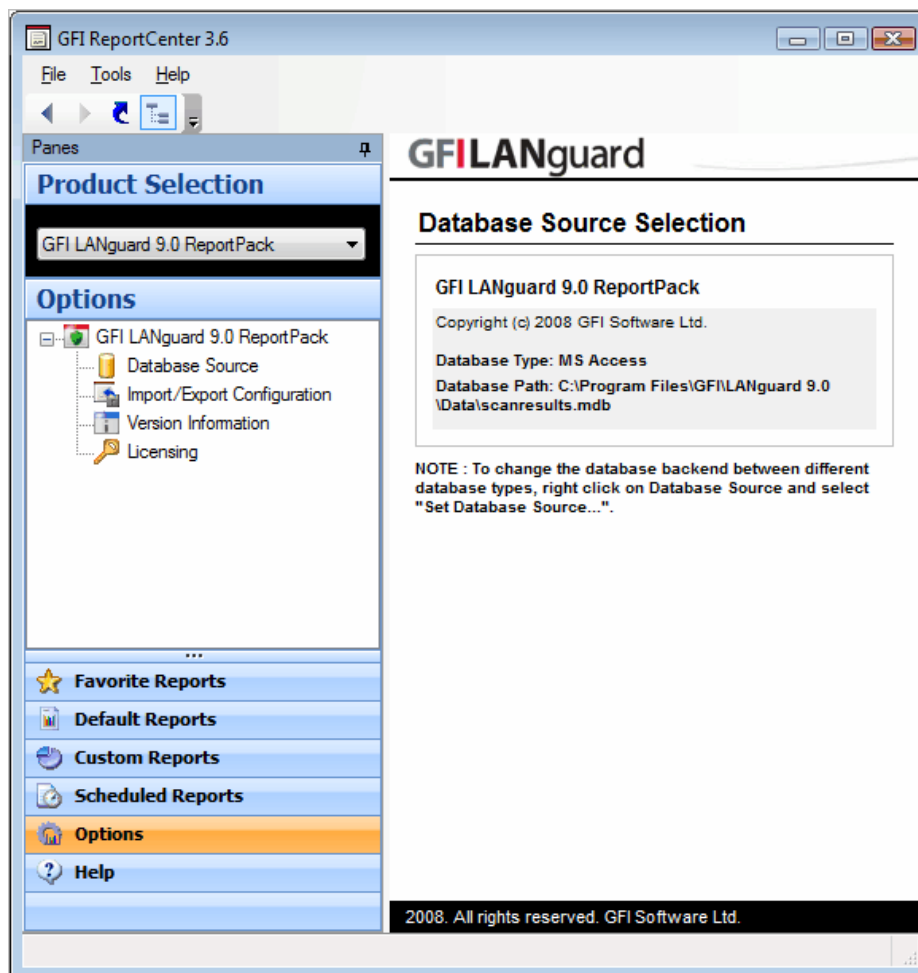 GFI ReportCenter 3.6
File Tools Help
Panes
Product Selection
GFI LANguard 9.0 ReportPack
Options
GFI LANguard 9.0 ReportPack
Database Source
Import/Export Configuration
Version Information
Licensing
Favorite Reports
Default Reports
Custom Reports
Scheduled Reports
Options
Help
GFI LANguard
Database Source Selection
GFI LANguard 9.0 ReportPack
Copyright (c) 2008 GFI Software Ltd.
Database Type: MS Access
Database Path: C:\Program Files\GFI\LANguard 9.0
\Data\scanresults.mdb
NOTE : To change the database backend between different
database types, right click on Database Source and select
"Set Database Source...".
2008. All rights reserved. GFI Software Ltd.